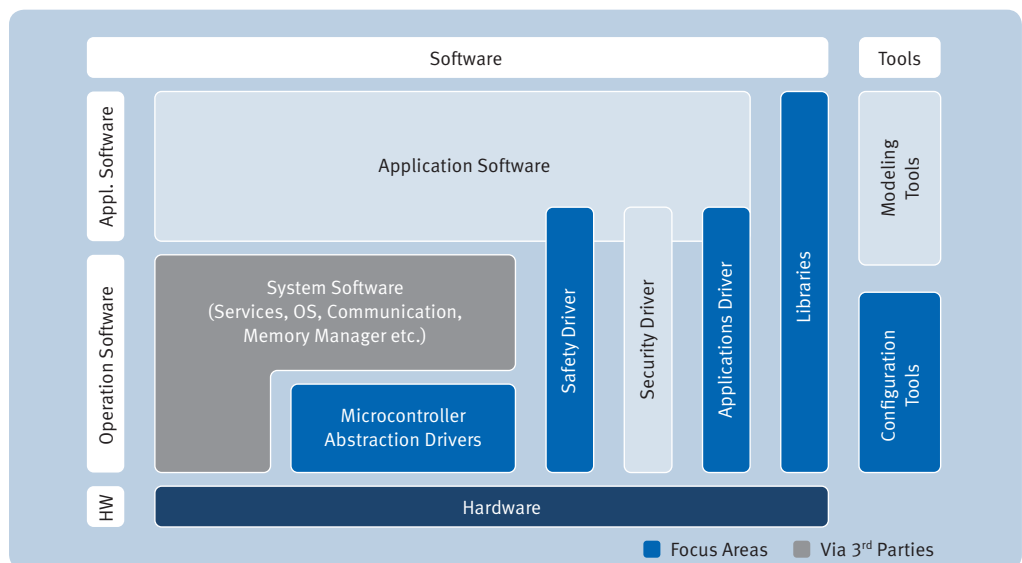 Software
Tools
Appl. Software
Application Software
Modeling
Tools
Operation Software
System Software
(Services, OS, Communication,
Memory Manager etc.)
Microcontroller
Abstraction Drivers
Safety Driver
Security Driver
Applications Driver
Libraries
Configuration
Tools
HW
Hardware
Focus Areas
Via 3rd Parties